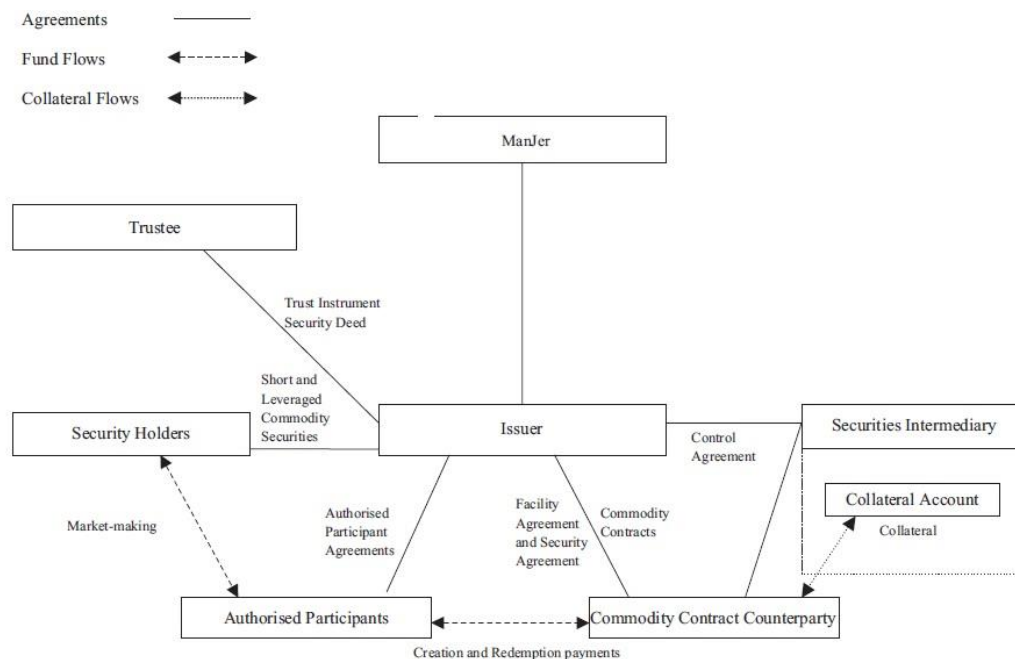 Agreements
Fund Flows
Collateral Flows
ManJer
Trustee
Trust Instrument
Security Deed
Short and
Leveraged
Commodity
Securities
Security Holders
Issuer
Control
Agreement
Securities Intermediary
Collateral Account
Collateral
Market-making
Authorised
Participant
Agreements
Facility
Agreement
and Security
Agreement
Commodity
Contracts
Authorised Participants
Commodity Contract Counterparty
Creation and Redemption payments